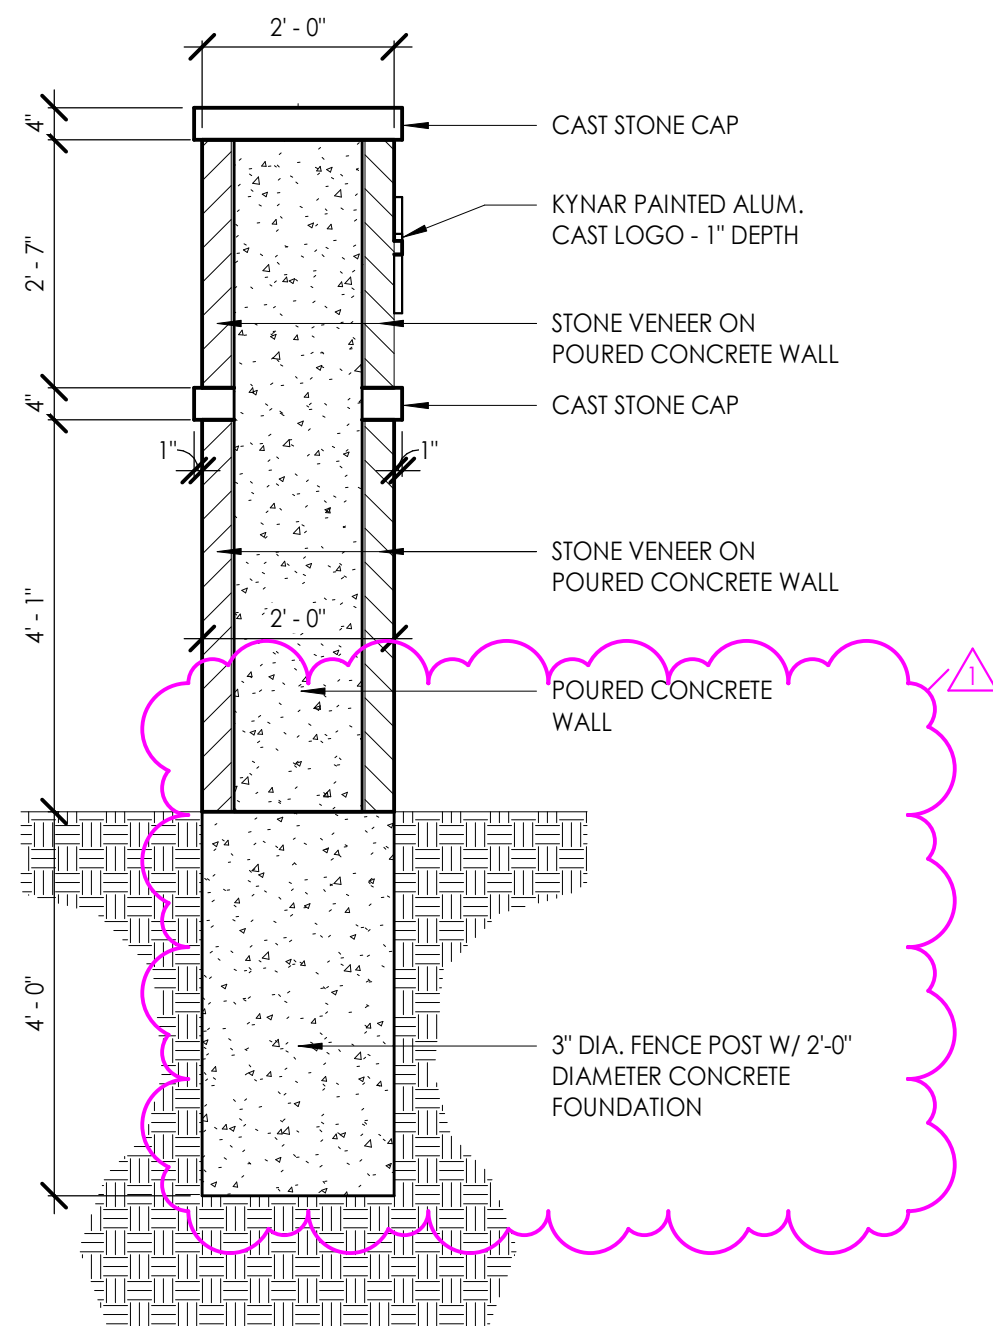 2' - 0"
4"
CAST STONE CAP
KYNAR PAINTED ALUM.
CAST LOGO - 1" DEPTH
2' - 7"
STONE VENEER ON
POURED CONCRETE WALL
4"
CAST STONE CAP
1"
1"
STONE VENEER ON
POURED CONCRETE WALL
4' - 1"
2' - 0"
1
POURED CONCRETE
WALL
4' - 0"
3" DIA. FENCE POST W/ 2'-0"
DIAMETER CONCRETE
FOUNDATION